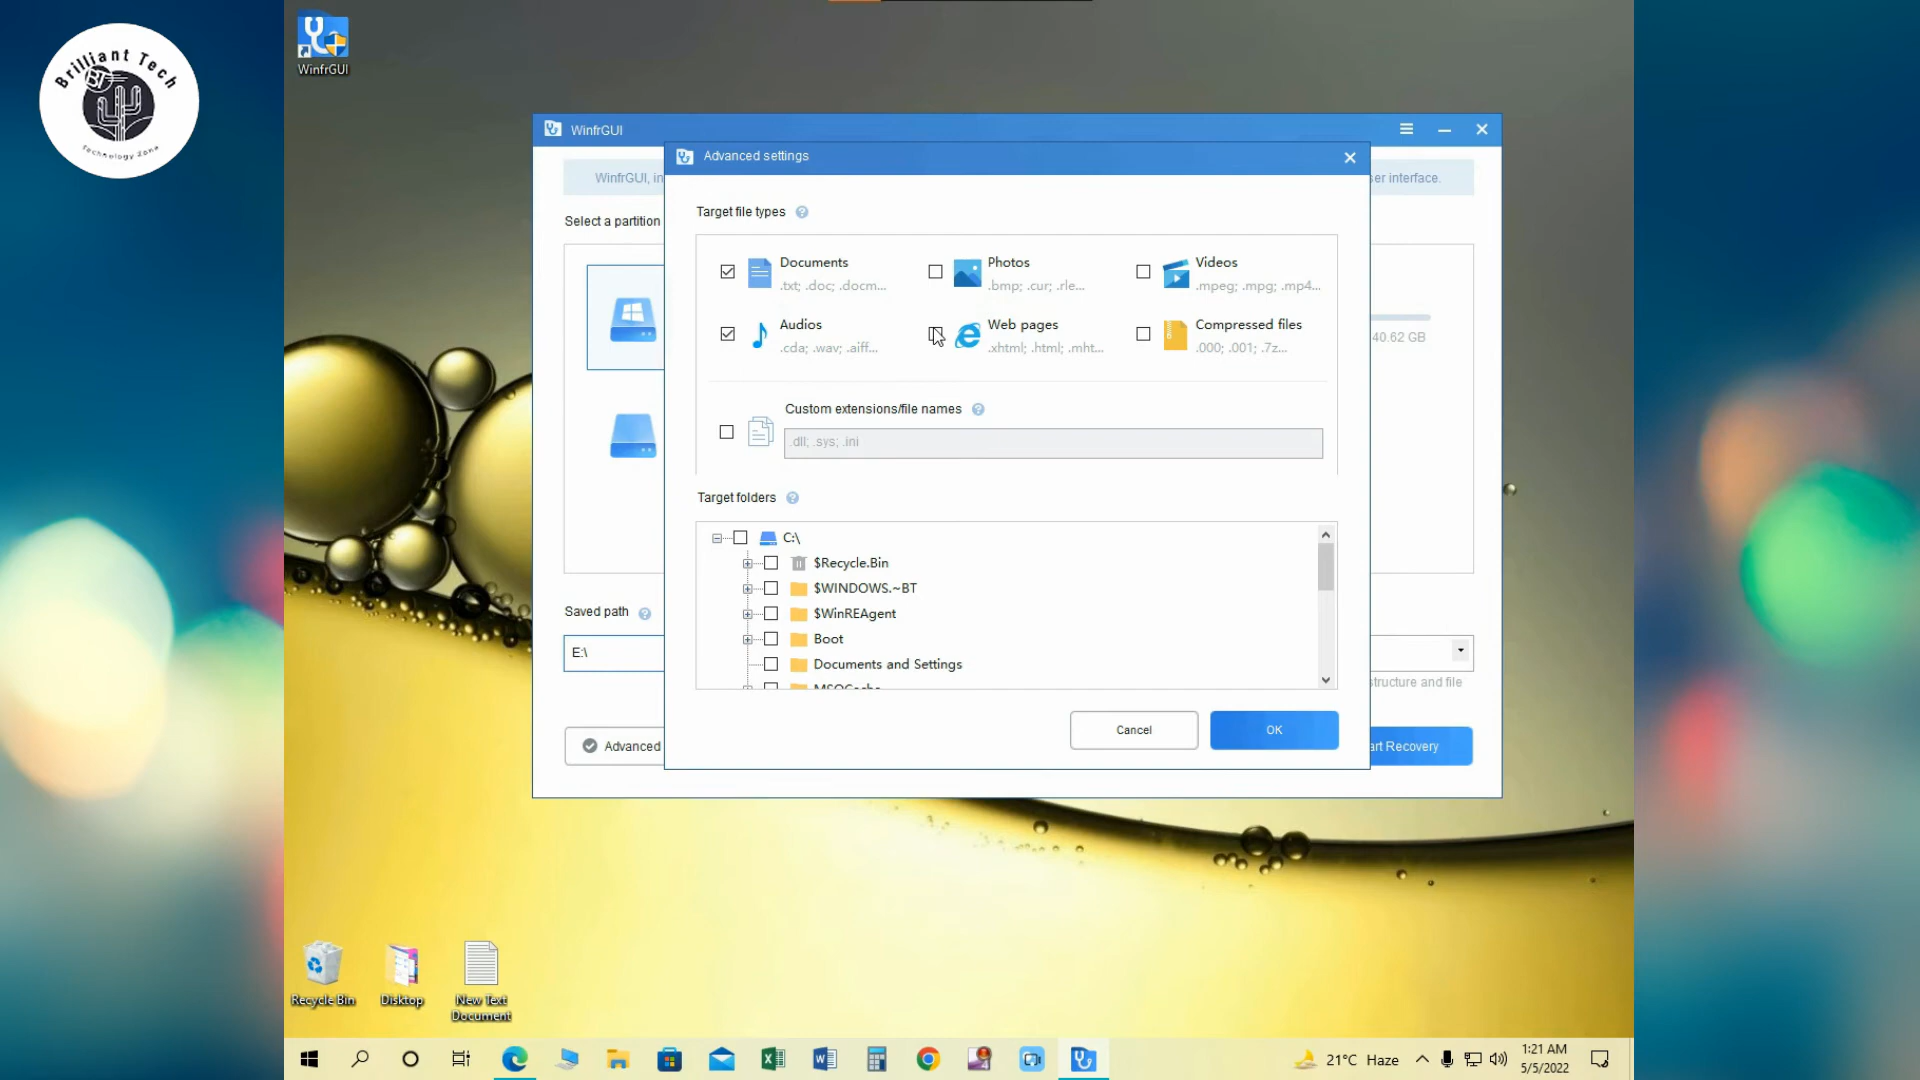 Brilliant Tech
BT
Technology Zone
WinfrGUI
WinfrGUI
Advanced settings
WinfrGUI, in
er interface.
Target file types
Select a partition
Documents
.txt; .doc; .docm...
Photos
.bmp; .cur; .rle...
Videos
.mpeg; .mpg; .mp4...
Audios
.cda; .wav; .aiff...
Web pages
.xhtml; .html; .mht...
Compressed files
.000; .001; .7z...
40.62 GB
Custom extensions/file names
.dll; .sys; .ini
Target folders
C:\
$Recycle.Bin
$WINDOWS.~BT
$WinREAgent
Boot
Documents and Settings
MSOCache
Saved path
E:\
structure and file
Cancel
OK
Advanced
art Recovery
Recycle Bin
Disktop
New Text
Document
21°C Haze
1:21 AM
5/5/2022